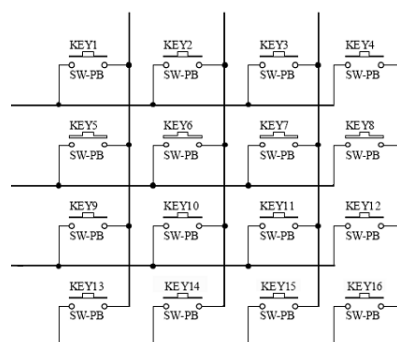 KEY1 KEY2 KEY3 KEY4
SW-PB SW-PB SW-PB SW-PB
KEY5 KEY6 KEY7 KEY8
SW-PB SW-PB SW-PB SW-PB
KEY9 KEY10 KEY11 KEY12
SW-PB SW-PB SW-PB SW-PB
KEY13 KEY14 KEY15 KEY16
SW-PB SW-PB SW-PB SW-PB